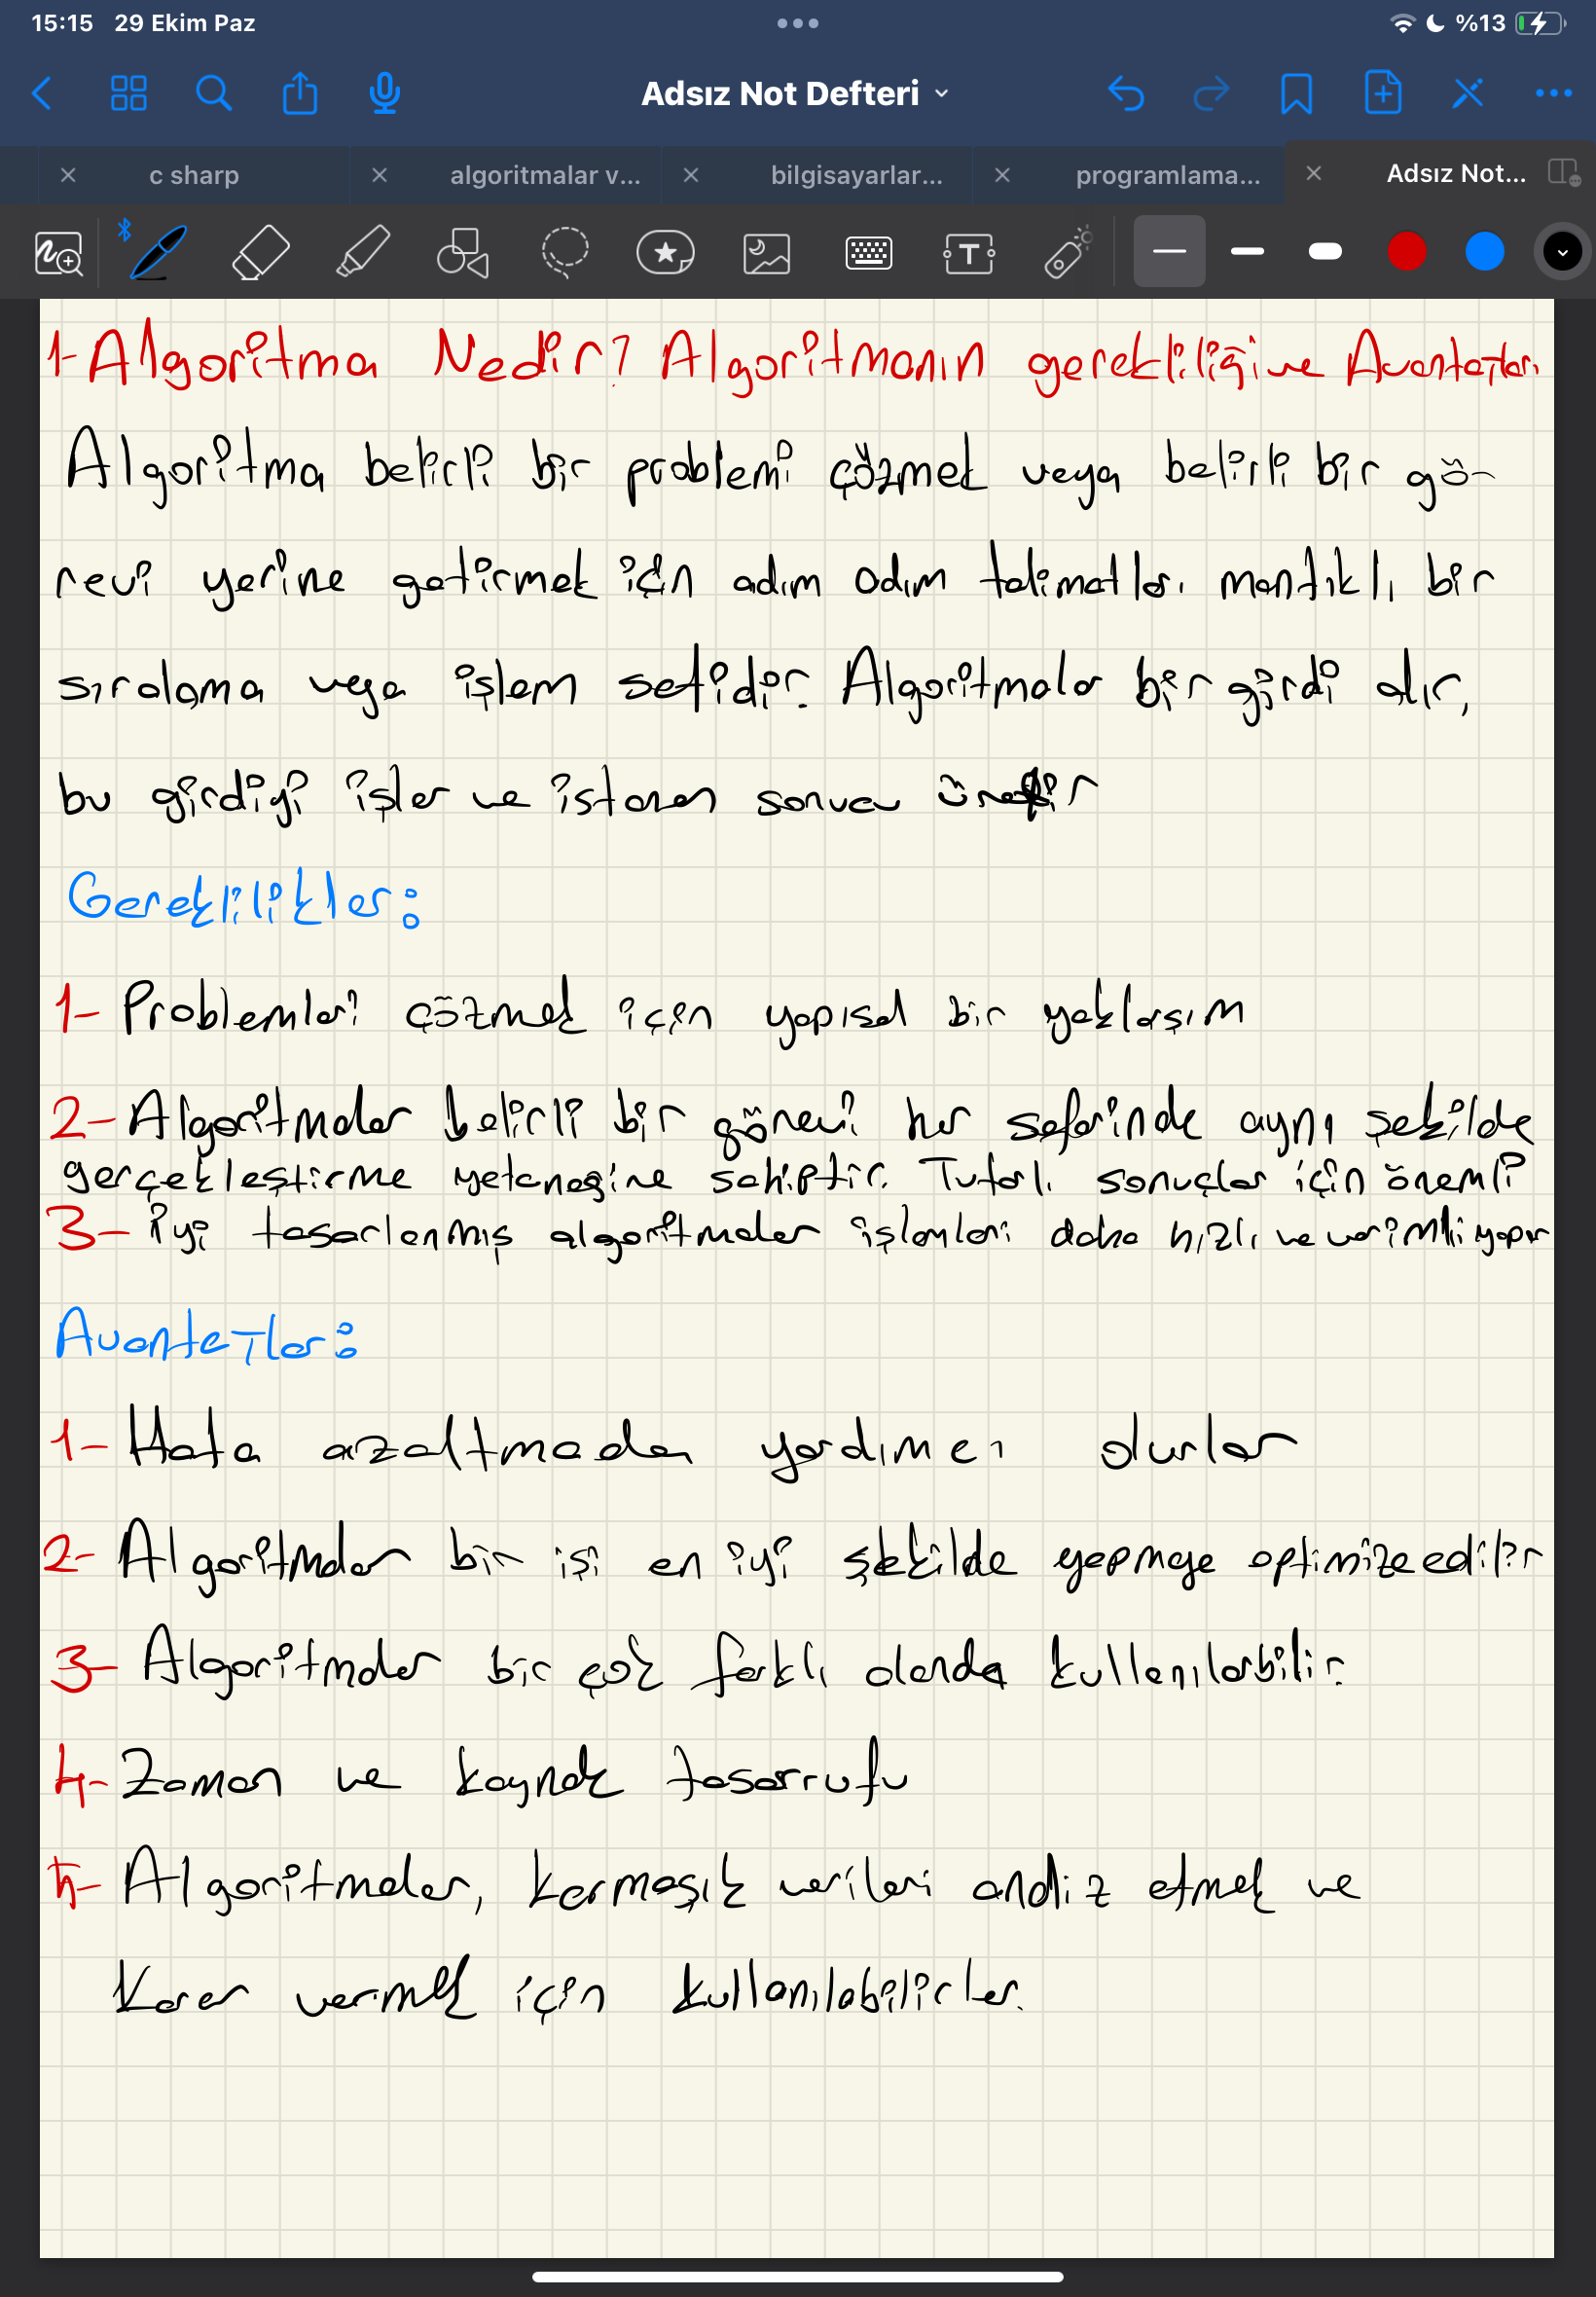 15:15 29 Ekim Paz
%13
Adsız Not Defteri
c sharp
algoritmalar v...
bilgisayarlar...
programlama...
Adsız Not...
1-Algoritma Nedir? Algoritmanın gerekliliği ve Avantajları
Algoritma belirli bir problemi çözmek veya belirli bir gö-
revi yerine getirmek için adım adım talimatları mantıklı bir
sıralama veya işlem setidir. Algoritmalar bir girdi alır,
bu girdiyi işler ve istenen sonucu üretir
Gereklilikler:
1- Problemleri çözmek için yapısal bir yaklaşım
2- Algoritmalar belirli bir görevi her seferinde aynı şekilde
gerçekleştirme yeteneğine sahiptir. Tutarlı sonuçlar için önemli
3- iyi tasarlanmış algoritmalar işlemleri daha hızlı ve verimli yapar
Avantajlar:
1- Hata azaltmada yardımcı olurlar
2- Algoritmalar bir işi en iyi şekilde yapmaya optimize edilir
3- Algoritmalar bir çok farklı alanda kullanılabilir.
4- Zaman ve kaynak tasarrufu
5- Algoritmalar, karmaşık verileri analiz etmek ve
Karar vermek için kullanılabilirler.